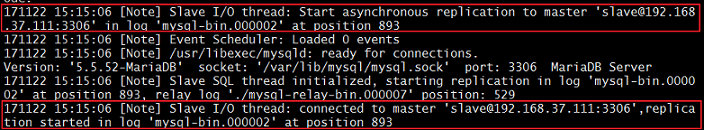 171122 15:15:06 [Note] Slave I/O thread: Start asynchronous replication to master 'slave@192.168
.37.111:3306' in log 'mysql-bin.000002' at position 893
171122 15:15:06 [Note] Event Scheduler: Loaded 0 events
171122 15:15:06 [Note] /usr/libexec/mysqld: ready for connections.
Version: '5.5.52-MariaDB'  socket: '/var/lib/mysql/mysql.sock'  port: 3306  MariaDB Server
171122 15:15:06 [Note] Slave SQL thread initialized, starting replication in log 'mysql-bin.0000
02' at position 893, relay log './mysql-relay-bin.000007' position: 529
171122 15:15:06 [Note] Slave I/O thread: connected to master 'slave@192.168.37.111:3306',replica
tion started in log 'mysql-bin.000002' at position 893